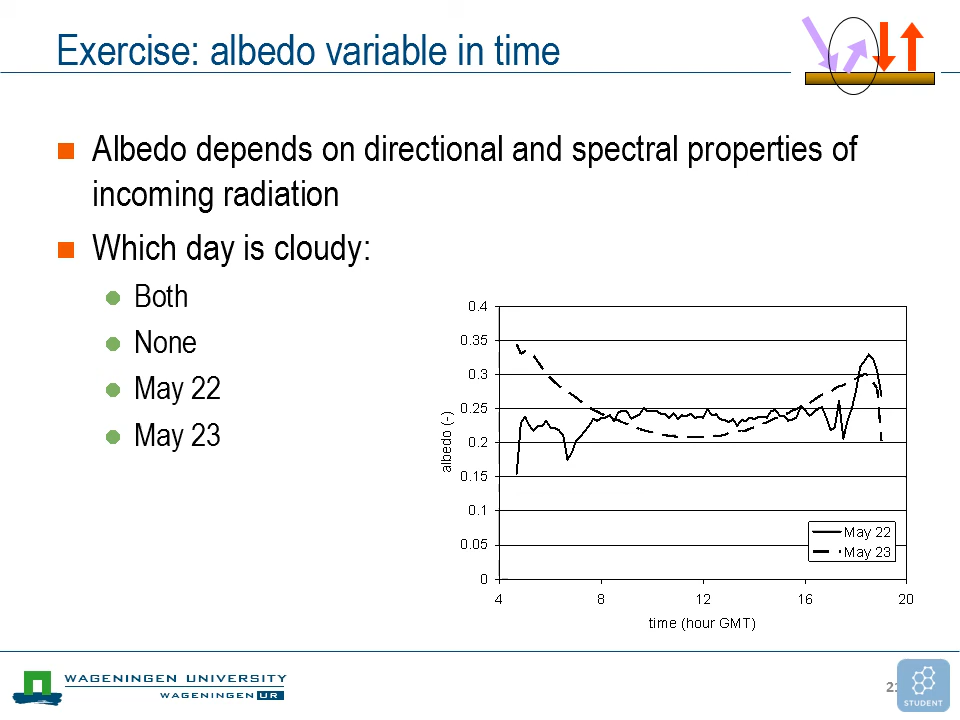 Exercise: albedo variable in time
Albedo depends on directional and spectral properties of
incoming radiation
Which day is cloudy:
Both
None
May 22
May 23
0.4
0.35
0.3
0.25
0.2
0.15
0.1
0.05
0
albedo (-)
4 8 12 16 20
time (hour GMT)
May 22
May 23
WAGENINGEN UNIVERSITY
WAGENINGEN UR
STUDENT